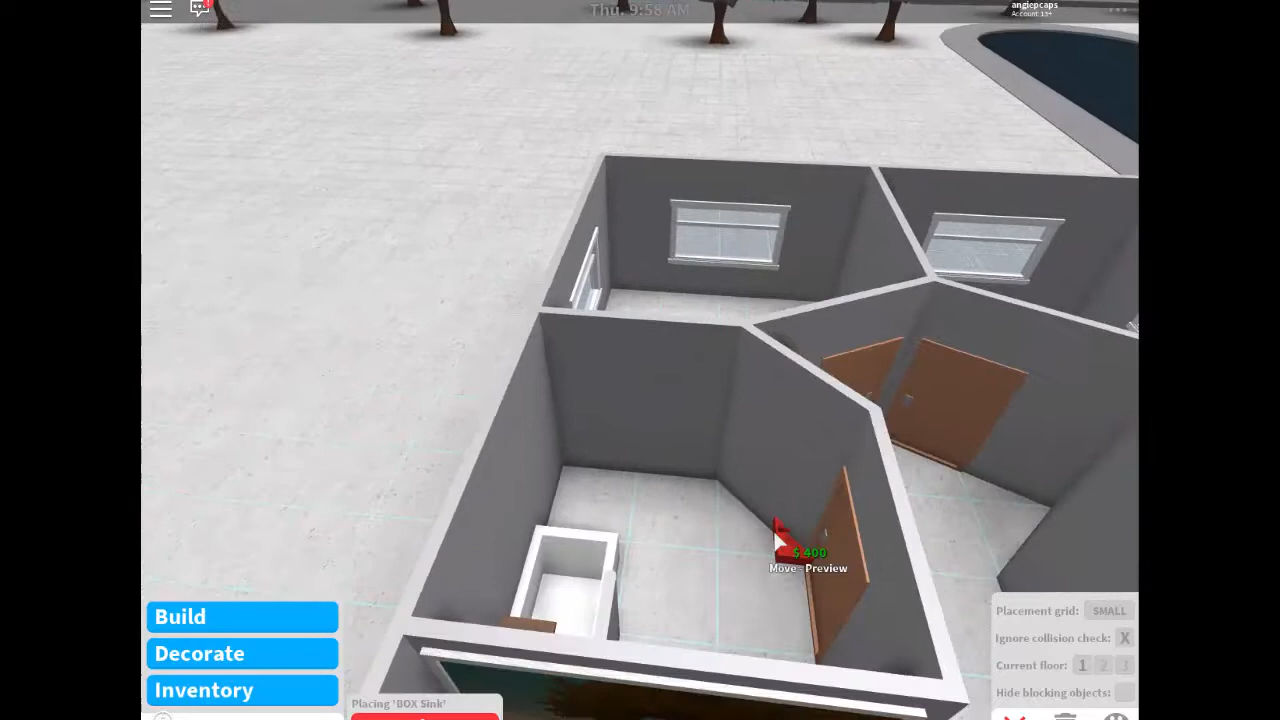 Thu. 9:58 AM
angiepcaps
Account: 13+
$ 400
Move - Preview
Build
Decorate
Inventory
Placing 'BOX Sink'
Placement grid: SMALL
Ignore collision check: X
Current floor: 1 2 3
Hide blocking objects: